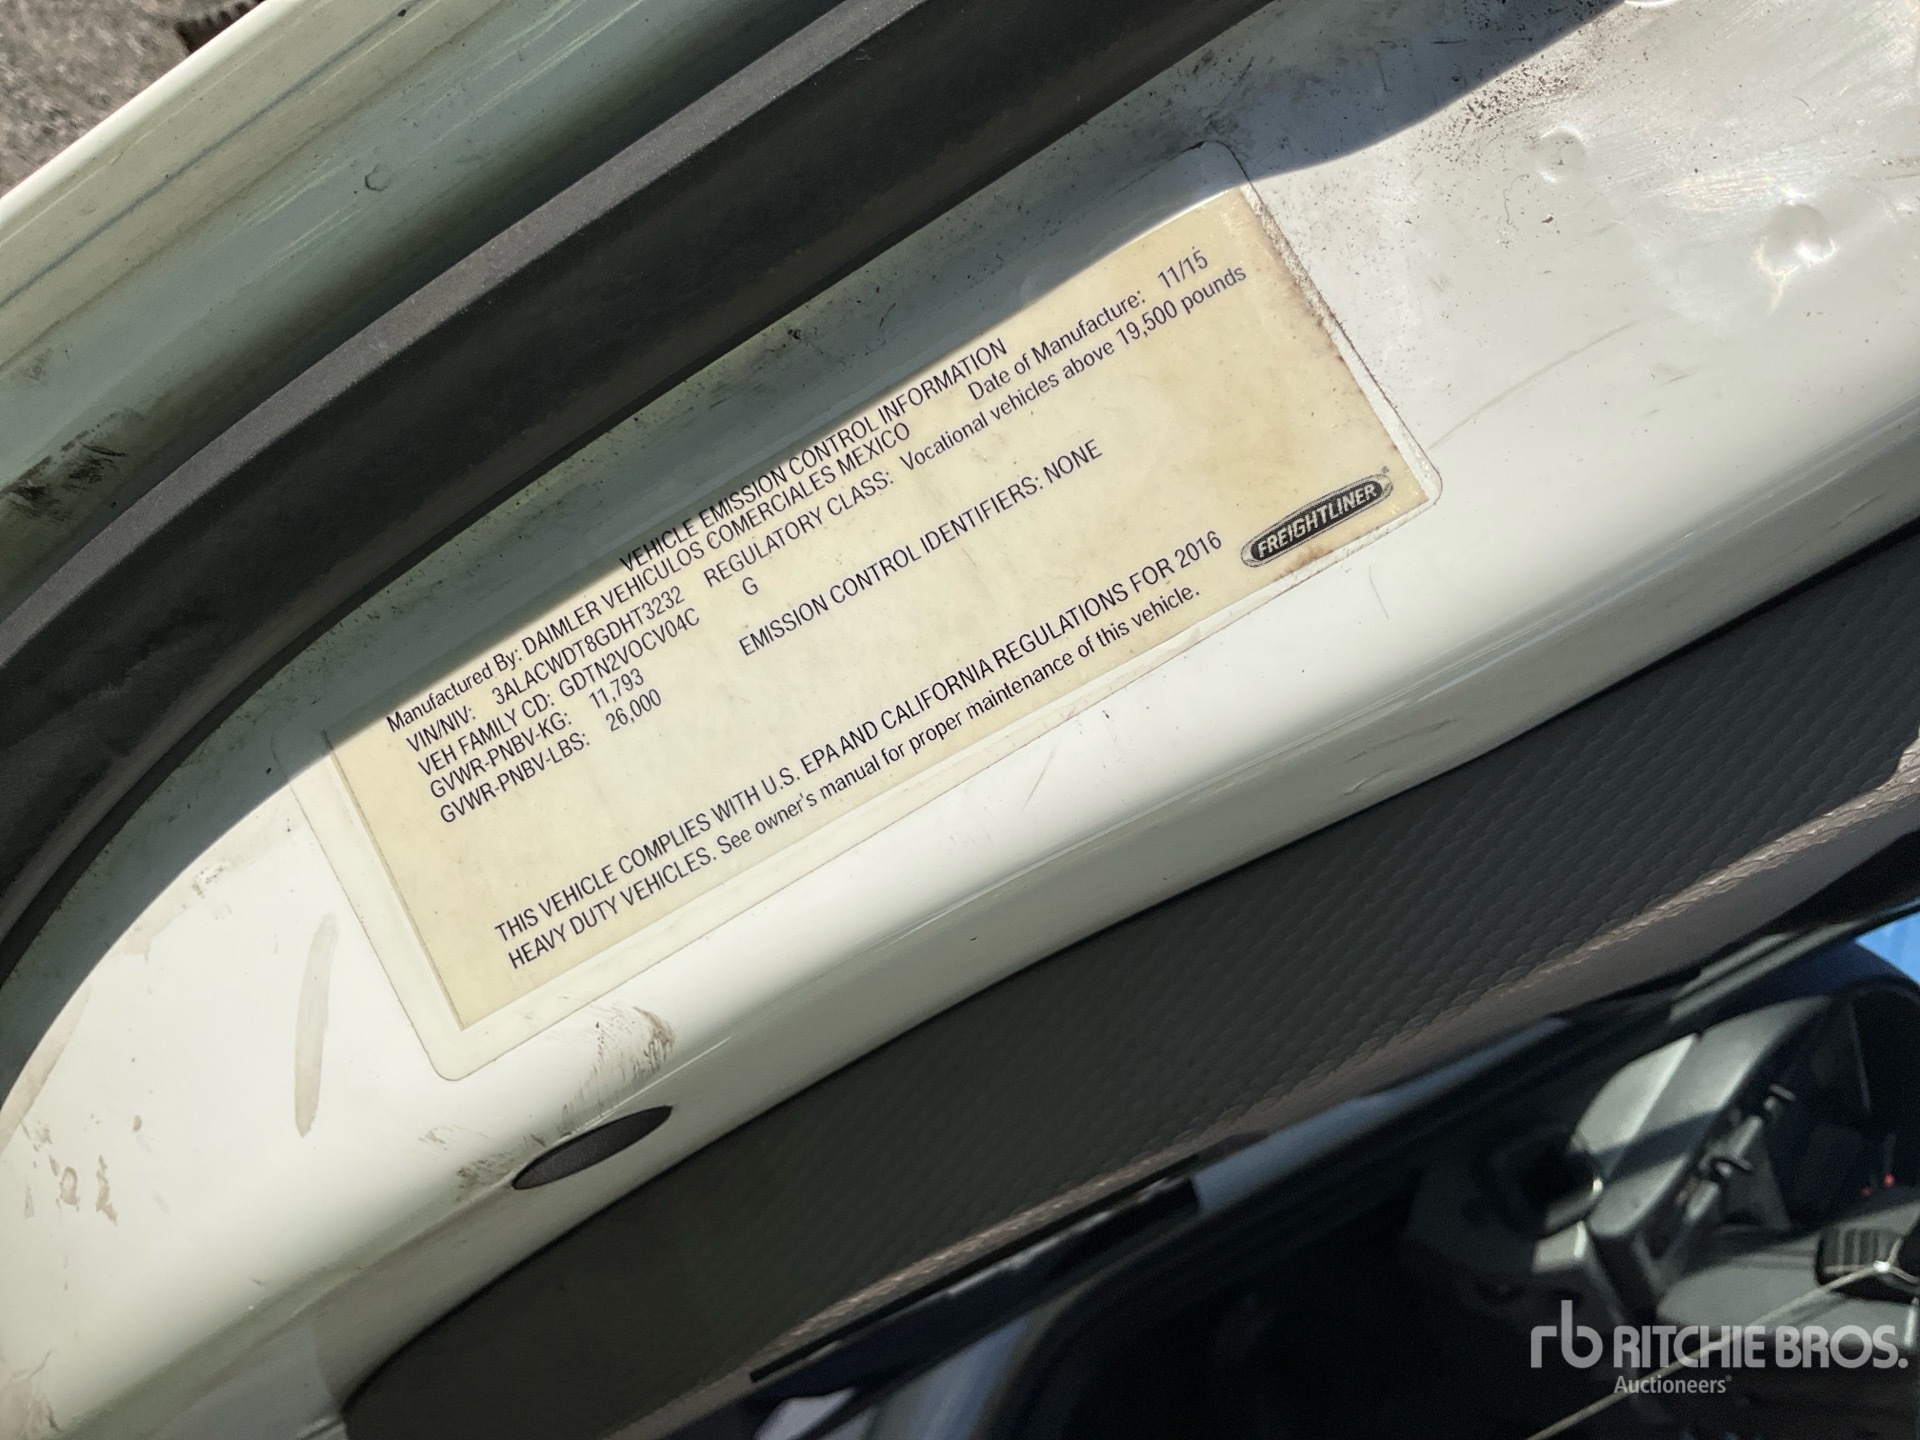 VEHICLE EMISSION CONTROL INFORMATION
Manufactured By: DAIMLER VEHICULOS COMERCIALES MEXICO Date of Manufacture: 11/15
VIN/NIV: 3ALACWDT8GDHT3232 REGULATORY CLASS: Vocational vehicles above 19,500 pounds
VEH FAMILY CD: GDTN2VOCV04C G
GVWR-PNBV-KG: 11,793
GVWR-PNBV-LBS: 26,000 EMISSION CONTROL IDENTIFIERS: NONE
THIS VEHICLE COMPLIES WITH U.S. EPA AND CALIFORNIA REGULATIONS FOR 2016
HEAVY DUTY VEHICLES. See owner's manual for proper maintenance of this vehicle.
FREIGHTLINER®
rb RITCHIE BROS.
Auctioneers®